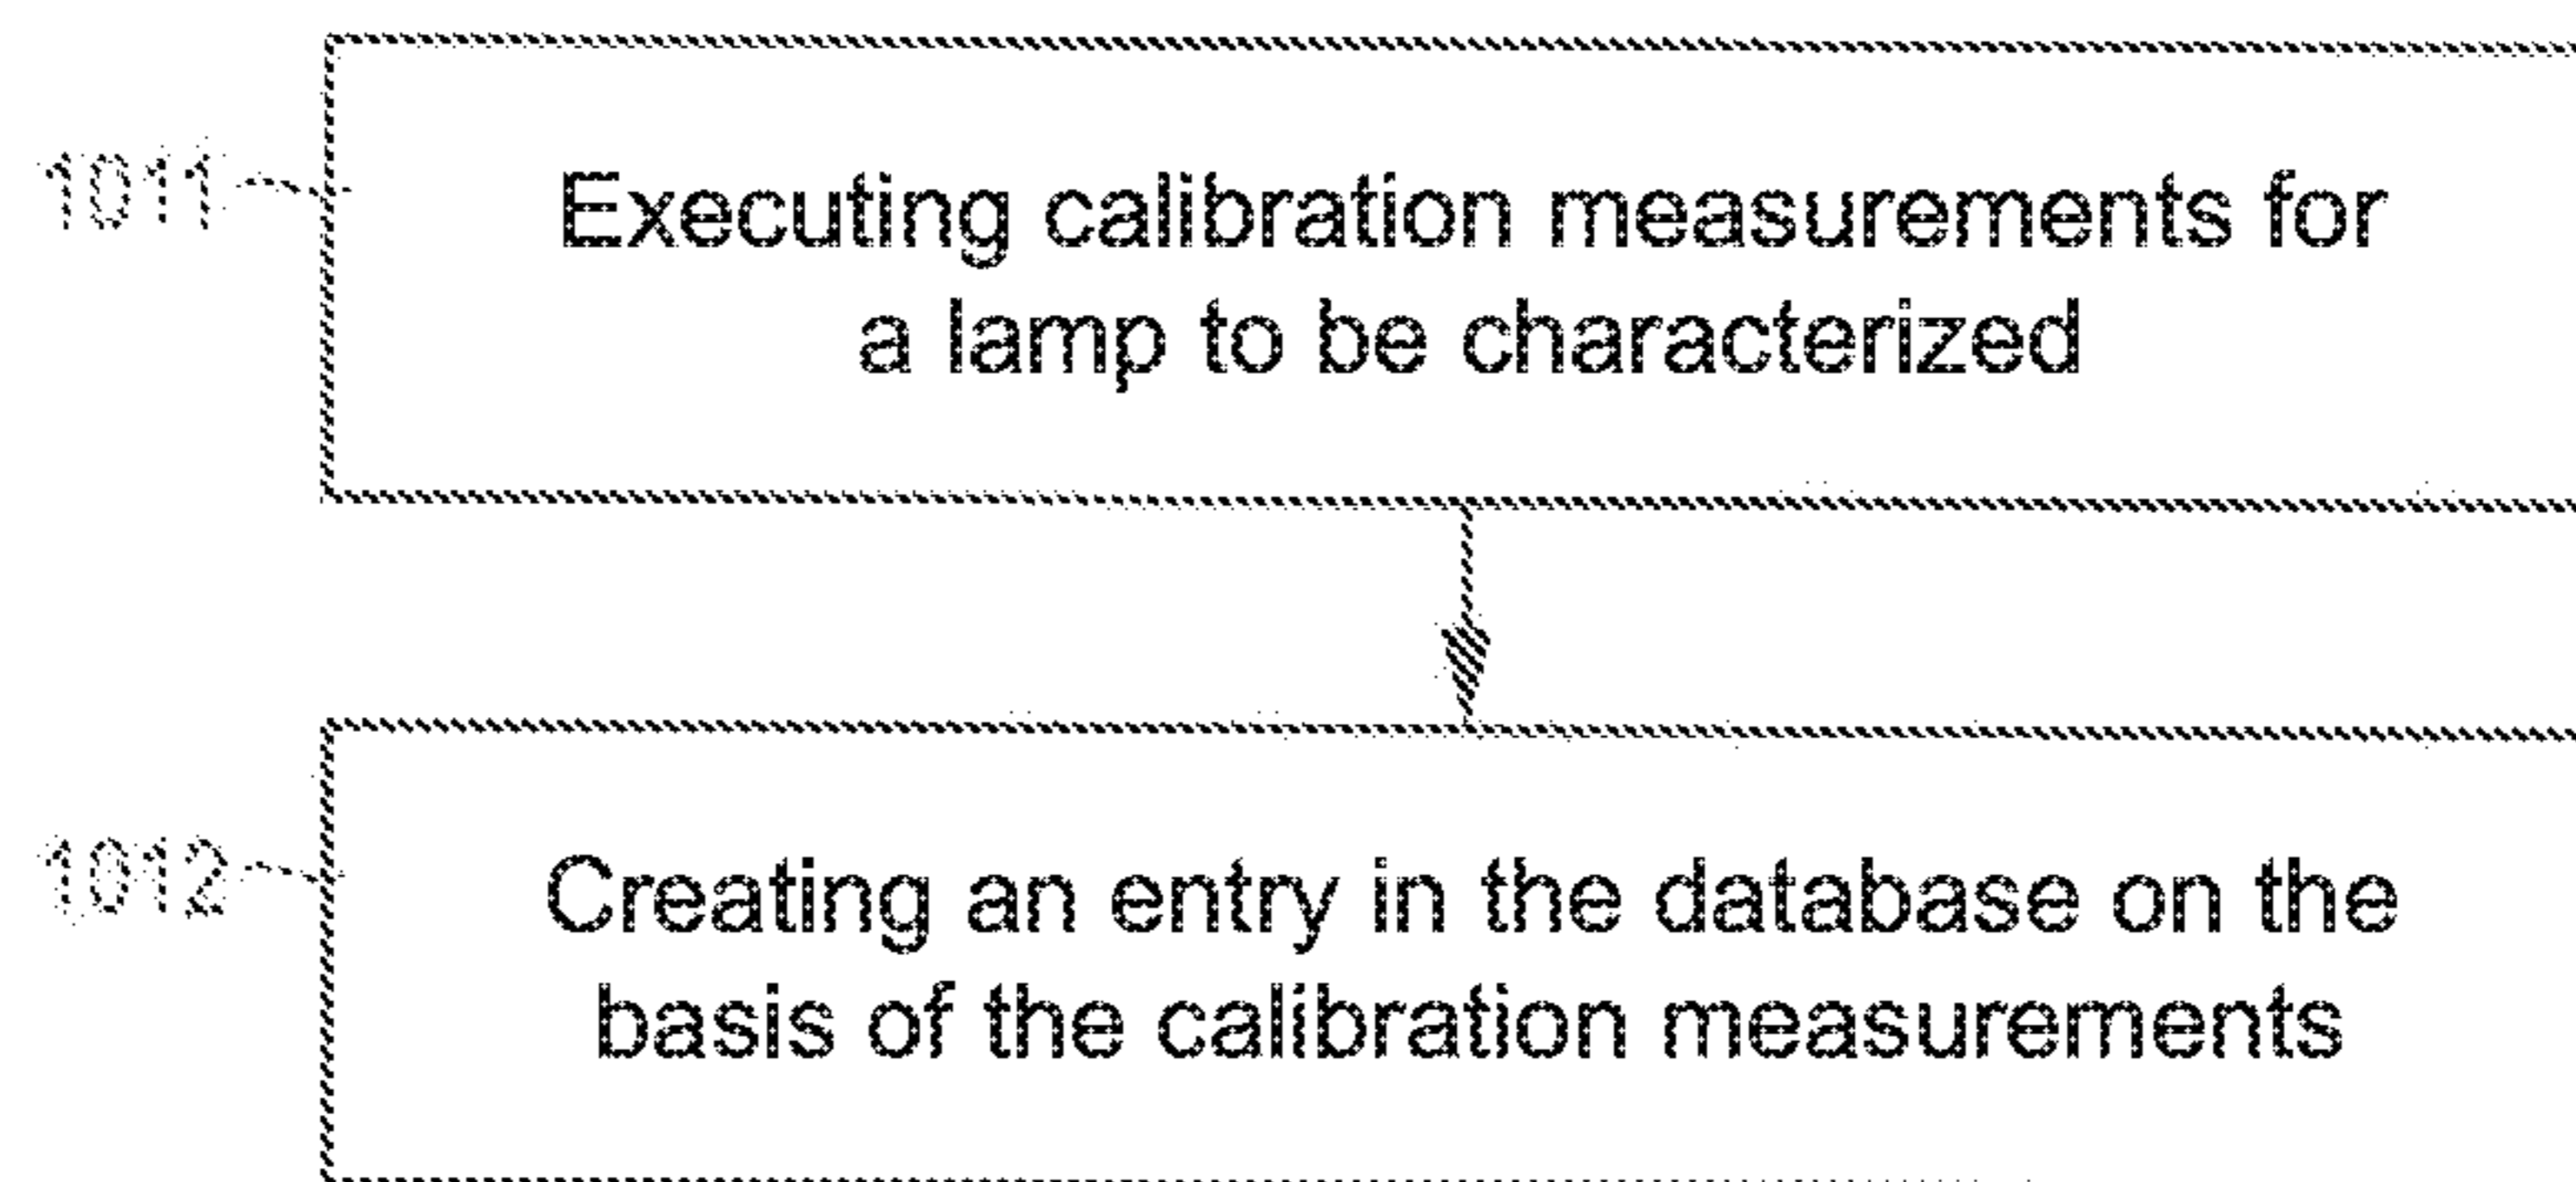 1011
Executing calibration measurements for
a lamp to be characterized
1012
Creating an entry in the database on the
basis of the calibration measurements